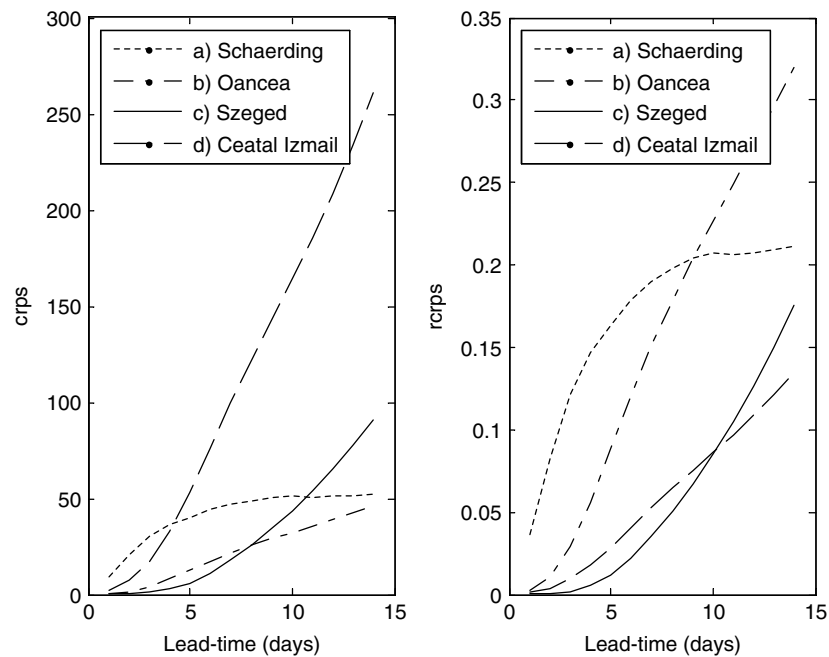 300
250
200
150
100
50
0
0
5
10
15
crps
Lead-time (days)
a) Schaerding
b) Oancea
c) Szeged
d) Ceatal Izmail
0.35
0.3
0.25
0.2
0.15
0.1
0.05
0
0
5
10
15
rcrps
Lead-time (days)
a) Schaerding
b) Oancea
c) Szeged
d) Ceatal Izmail